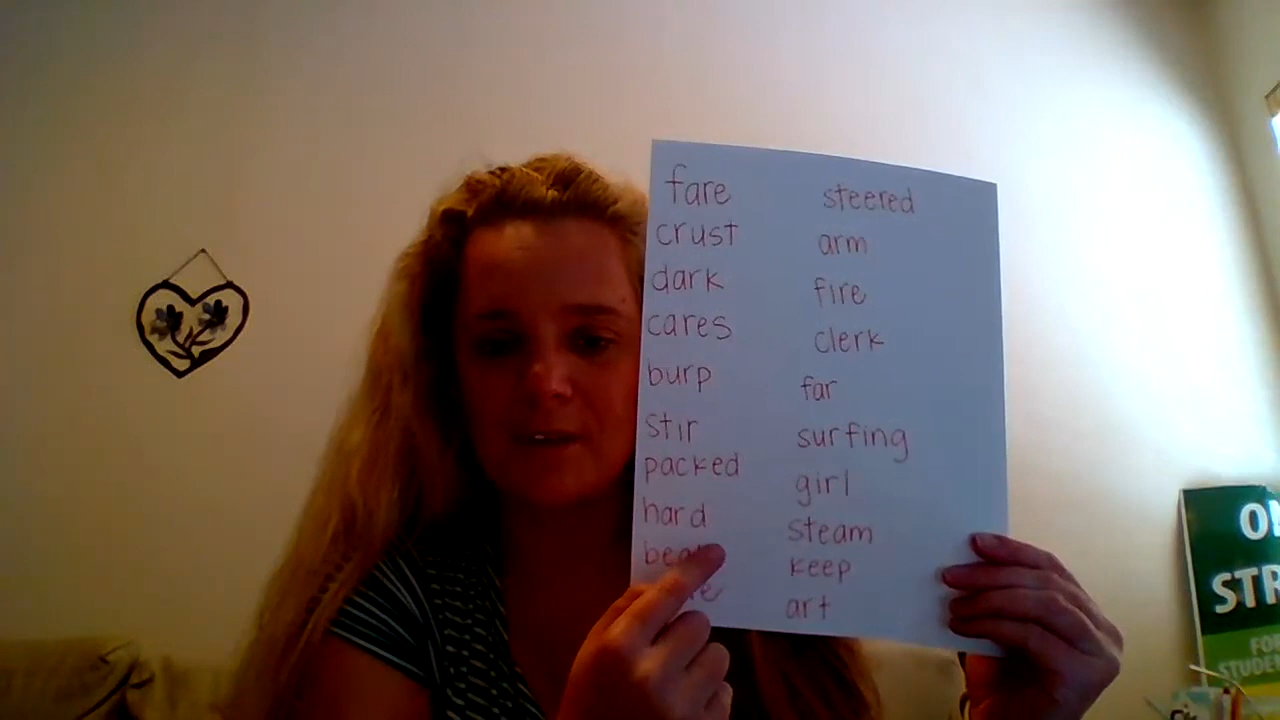 fare
crust
dark
cares
burp
stir
packed
hard
steered
arm
fire
clerk
far
surfing
girl
steam
keep
art
STR